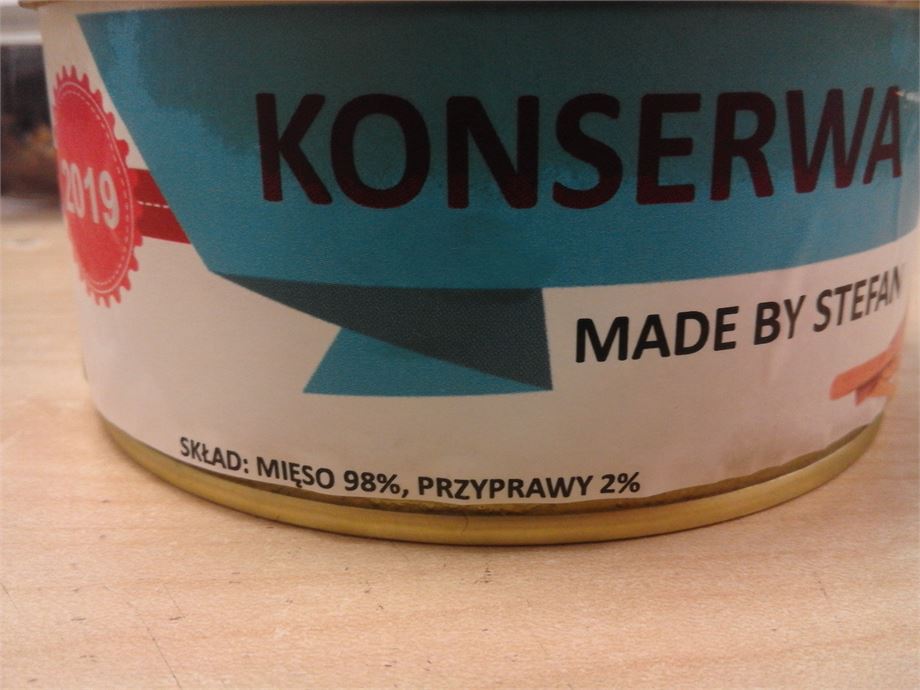 2019
KONSERWA
MADE BY STEFAN
SKŁAD: MIĘSO 98%, PRZYPRAWY 2%